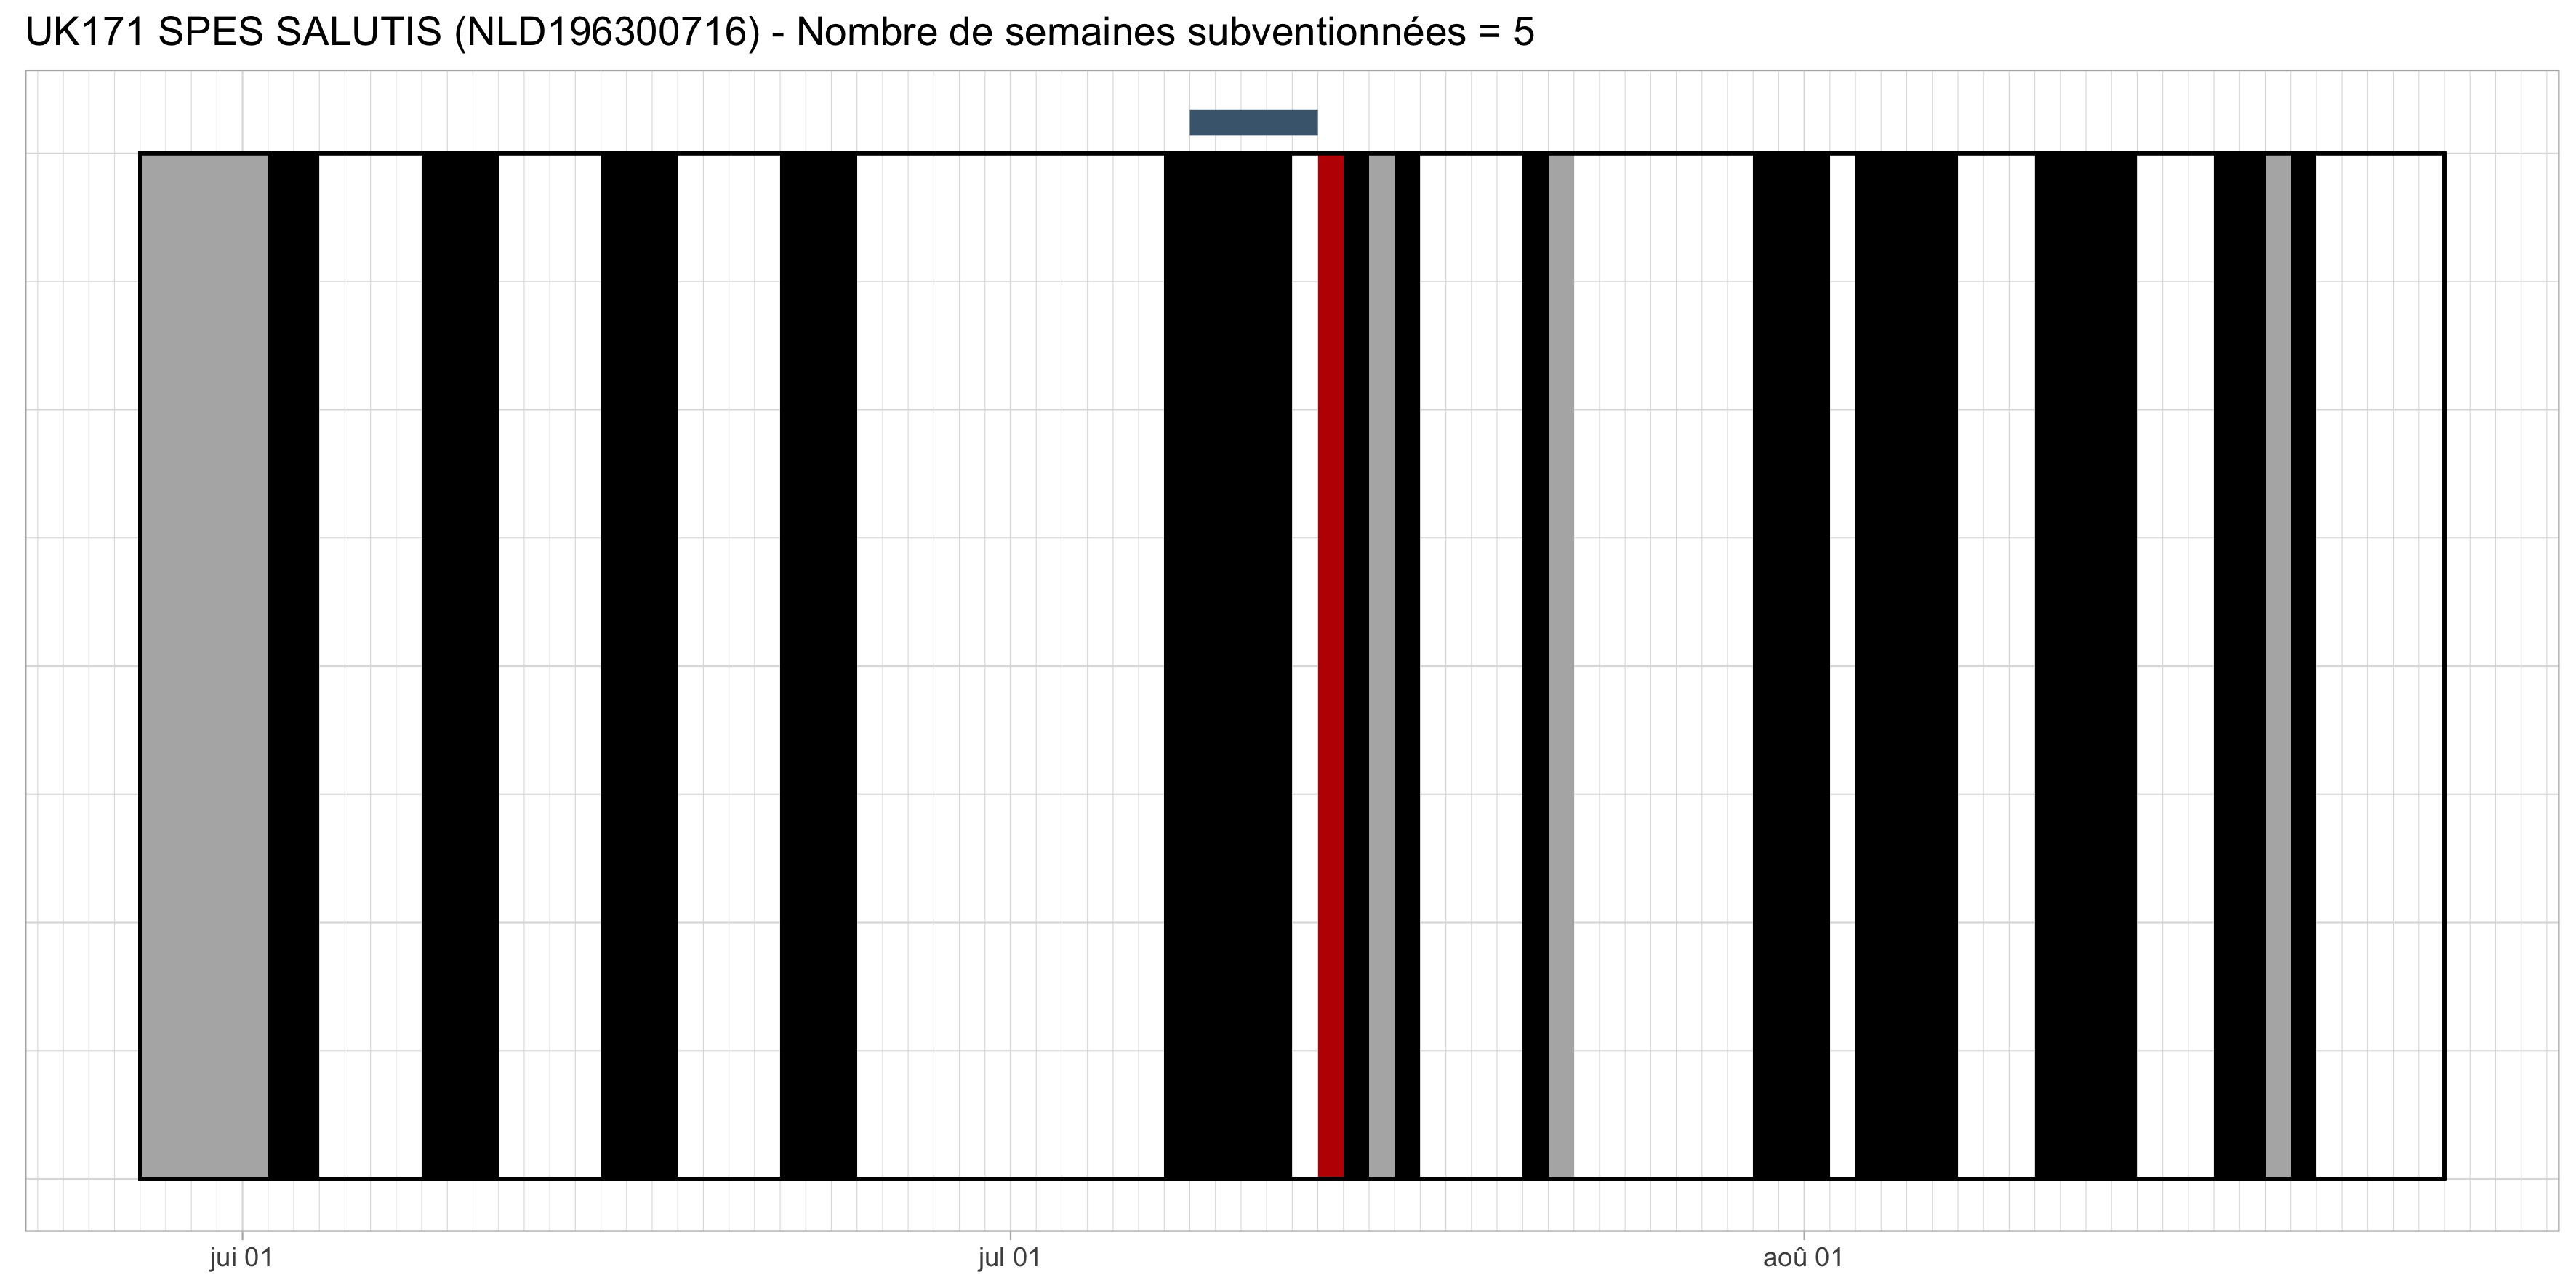 UK171 SPES SALUTIS (NLD196300716) - Nombre de semaines subventionnées = 5
jui 01 jul 01 aoû 01